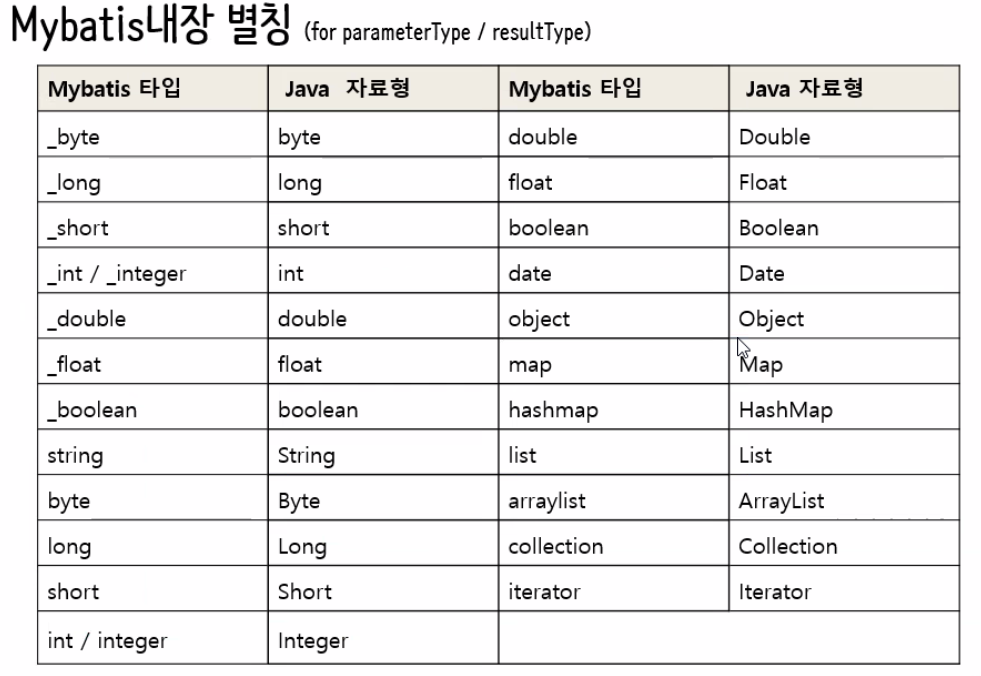 Mybatis내장 별칭 (for parameterType / resultType)
Mybatis 타입 Java 자료형 Mybatis 타입 Java 자료형
_byte byte double Double
_long long float Float
_short short boolean Boolean
_int / _integer int date Date
_double double object Object
_float float map Map
_boolean boolean hashmap HashMap
string String list List
byte Byte arraylist ArrayList
long Long collection Collection
short Short iterator Iterator
int / integer Integer